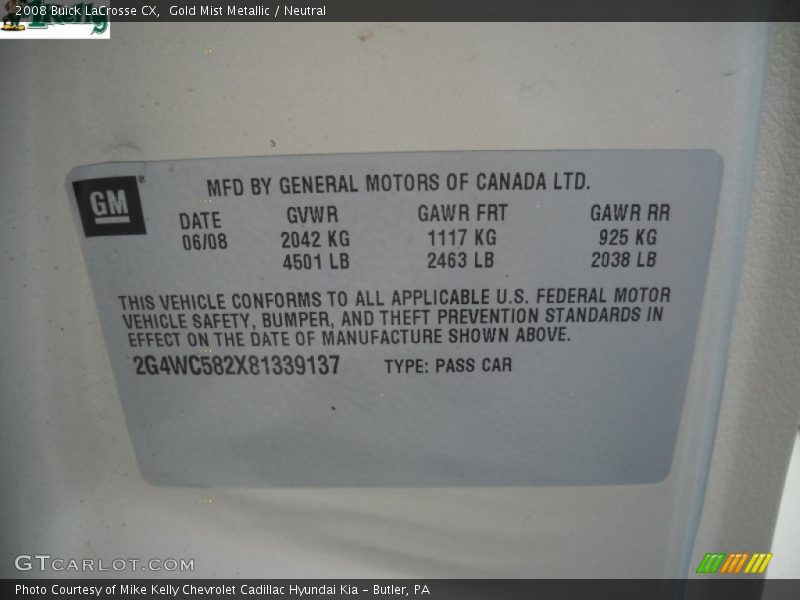 2008 Buick LaCrosse CX,  Gold Mist Metallic / Neutral
Kelly
GM®
MFD BY GENERAL MOTORS OF CANADA LTD.
DATE GVWR GAWR FRT GAWR RR
06/08 2042 KG 1117 KG 925 KG
4501 LB 2463 LB 2038 LB
THIS VEHICLE CONFORMS TO ALL APPLICABLE U.S. FEDERAL MOTOR
VEHICLE SAFETY, BUMPER, AND THEFT PREVENTION STANDARDS IN
EFFECT ON THE DATE OF MANUFACTURE SHOWN ABOVE.
2G4WC582X81339137 TYPE: PASS CAR
GTCARLOT.COM
Photo Courtesy of Mike Kelly Chevrolet Cadillac Hyundai Kia – Butler, PA